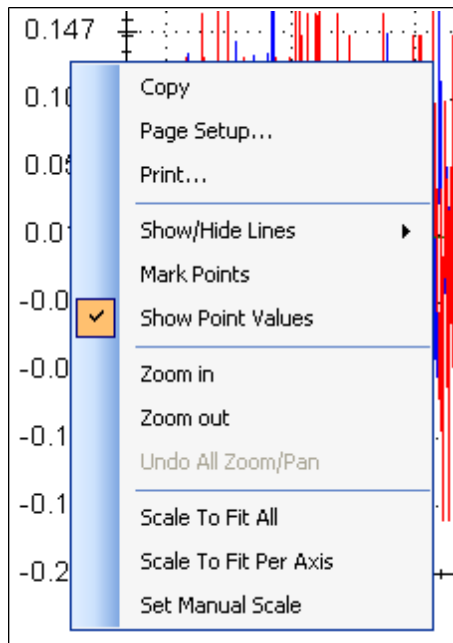 0.147
Copy
Page Setup...
Print...
Show/Hide Lines
Mark Points
Show Point Values
Zoom in
Zoom out
Undo All Zoom/Pan
Scale To Fit All
Scale To Fit Per Axis
Set Manual Scale